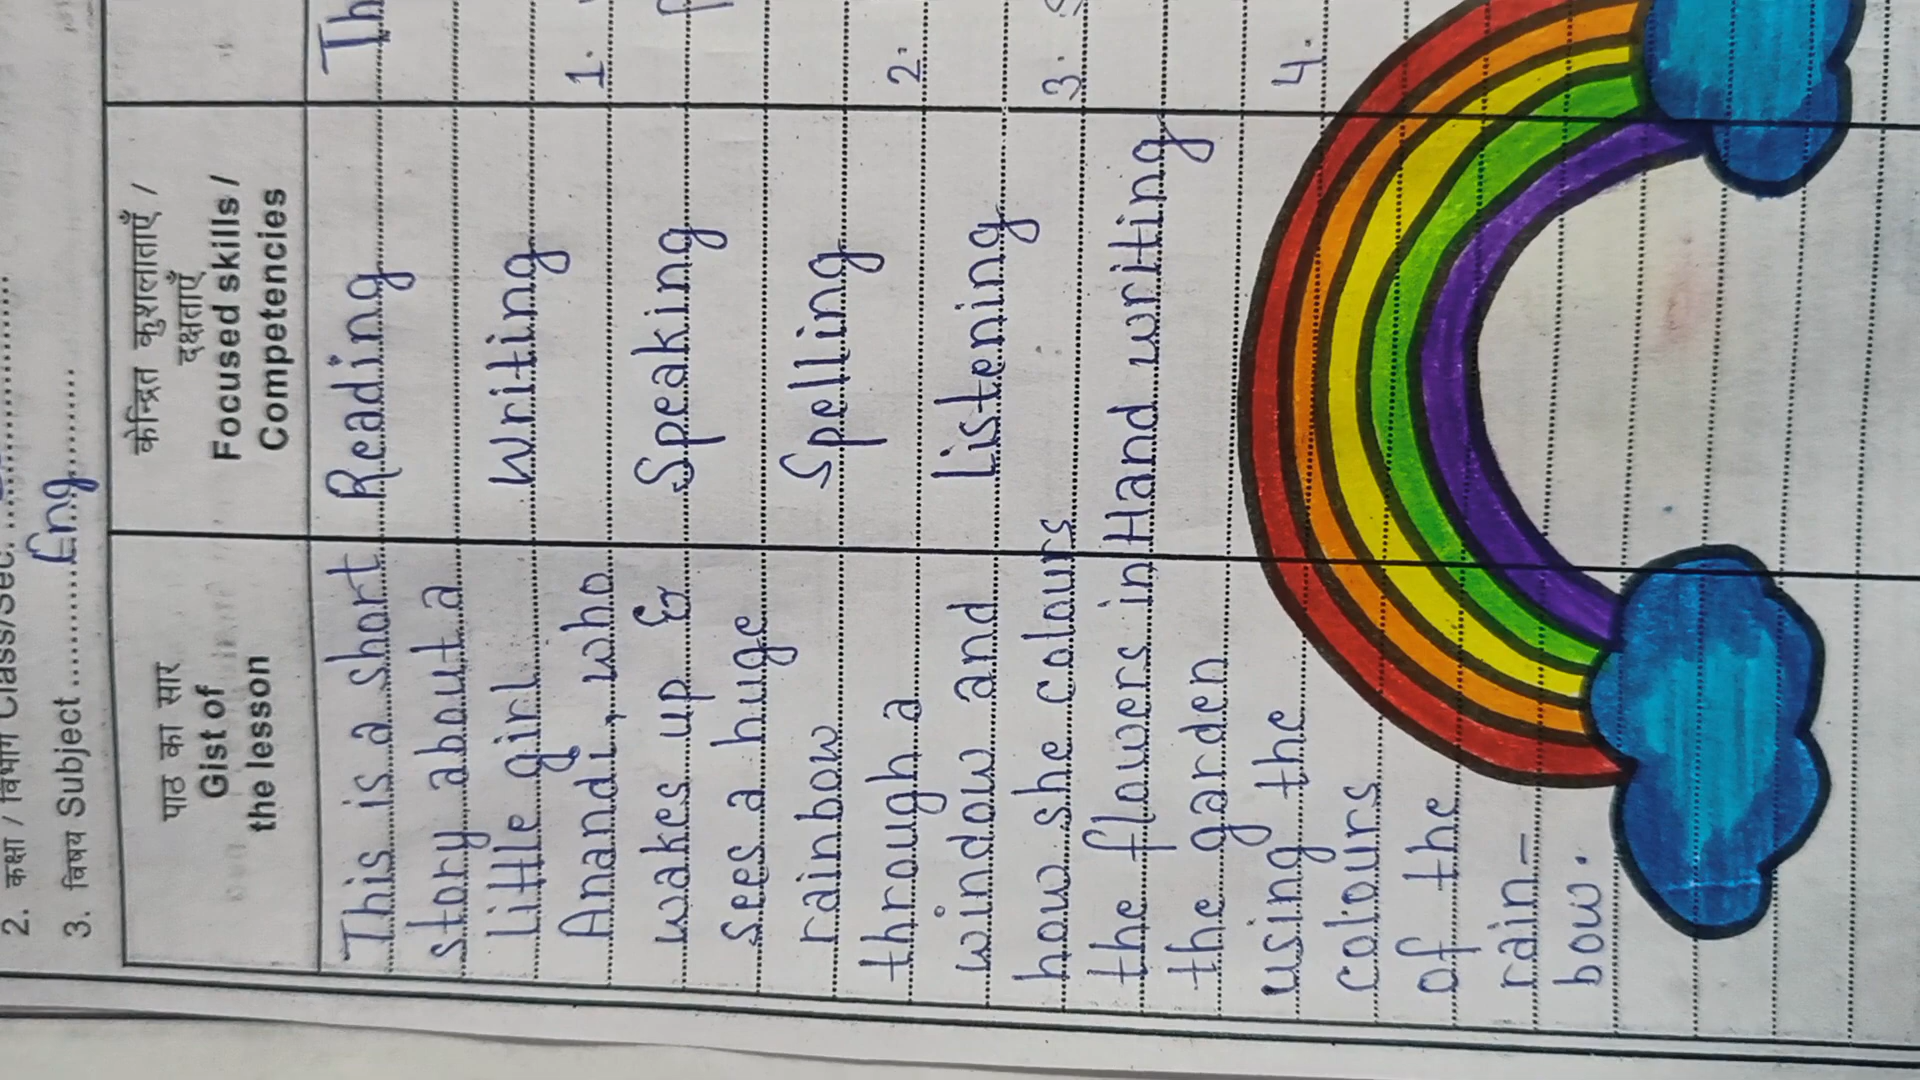 2. कक्षा / विभाग Class/Sec.
3. विषय Subject Eng
पाठ का सार
Gist of
the lesson
केन्द्रित कुशलाताएँ /
दक्षताएँ
Focused skills /
Competencies
This is a short
story about a
little girl
Anandi, who
wakes up &
sees a huge
rainbow
through a
window and
how she colours
the flowers in
the garden
using the
colours
of the
rain-
bow.
Reading
Writing
Speaking
Spelling
Listening
Hand writing
Th
1.
2.
3.
4.